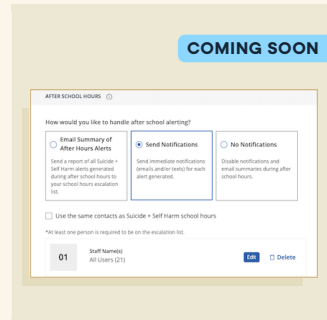 COMING SOON
AFTER SCHOOL HOURS
How would you like to handle after school alerting?
Email Summary of
After Hours Alerts
Send a report of all Suicide +
Self Harm alerts generated
during after school hours to
your school hours escalation
list.
Send Notifications
Send immediate notifications
(emails and/or texts) for each
alert generated.
No Notifications
Disable notifications and
email summaries during after
school hours.
Use the same contacts as Suicide + Self Harm school hours
*At least one person is required to be on the escalation list.
01
Staff Name(s)
All Users (21)
Edit
Delete